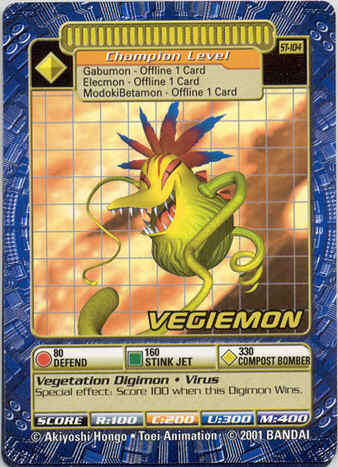 ST-104
Champion Level
Gabumon - Offline 1 Card
Elecmon - Offline 1 Card
ModokiBetamon - Offline 1 Card
VEGIEMON
80 DEFEND
160 STINK JET
330 COMPOST BOMBER
Vegetation Digimon • Virus
Special effect: Score 100 when this Digimon Wins.
SCORE R:100 C:200 U:300 M:400
© Akiyoshi Hongo • Toei Animation • © 2001 BANDAI